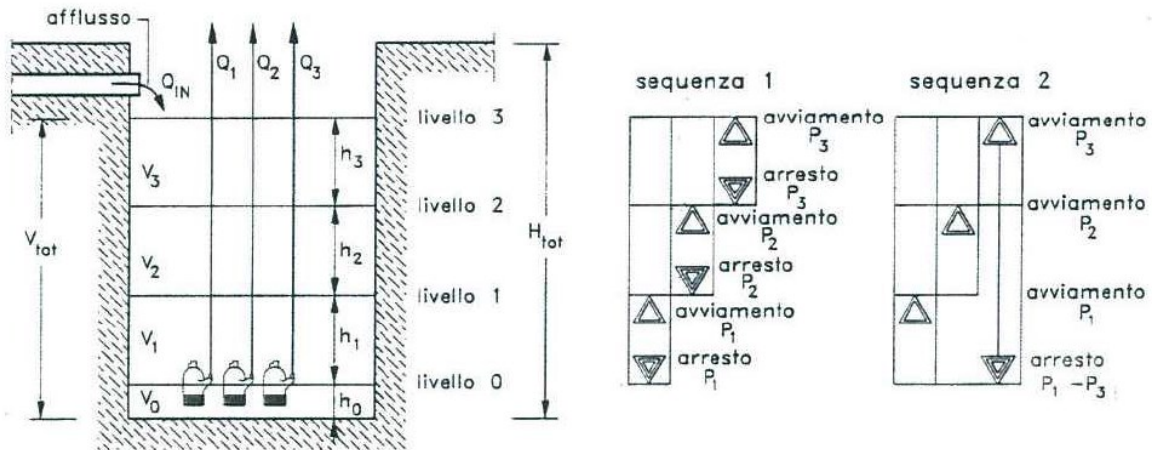 afflusso
Q_IN
Q_1
Q_2
Q_3
livello 3
V_3
h_3
livello 2
V_2
h_2
livello 1
V_1
h_1
livello 0
V_0
h_0
V_tot
H_tot
sequenza 1
avviamento
P_3
arresto
P_3
avviamento
P_2
arresto
P_2
avviamento
P_1
arresto
P_1
sequenza 2
avviamento
P_3
avviamento
P_2
avviamento
P_1
arresto
P_1 -P_3